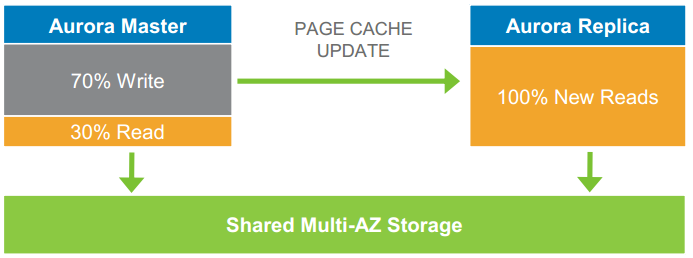 Aurora Master
70% Write
30% Read
PAGE CACHE
UPDATE
Aurora Replica
100% New Reads
Shared Multi-AZ Storage